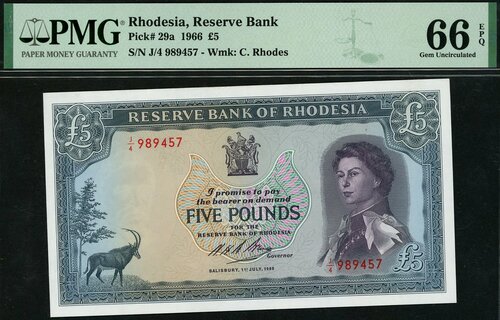 PMG
PAPER MONEY GUARANTY
Rhodesia, Reserve Bank
Pick# 29a 1966 £5
S/N J/4 989457 - Wmk: C. Rhodes
66 EPQ
Gem Uncirculated
RESERVE BANK OF RHODESIA
£5
£5
J/4 989457
I promise to pay
the bearer on demand
FIVE POUNDS
FOR THE
RESERVE BANK OF RHODESIA
Governor
SALISBURY, 1ST JULY, 1966
J/4 989457
£5